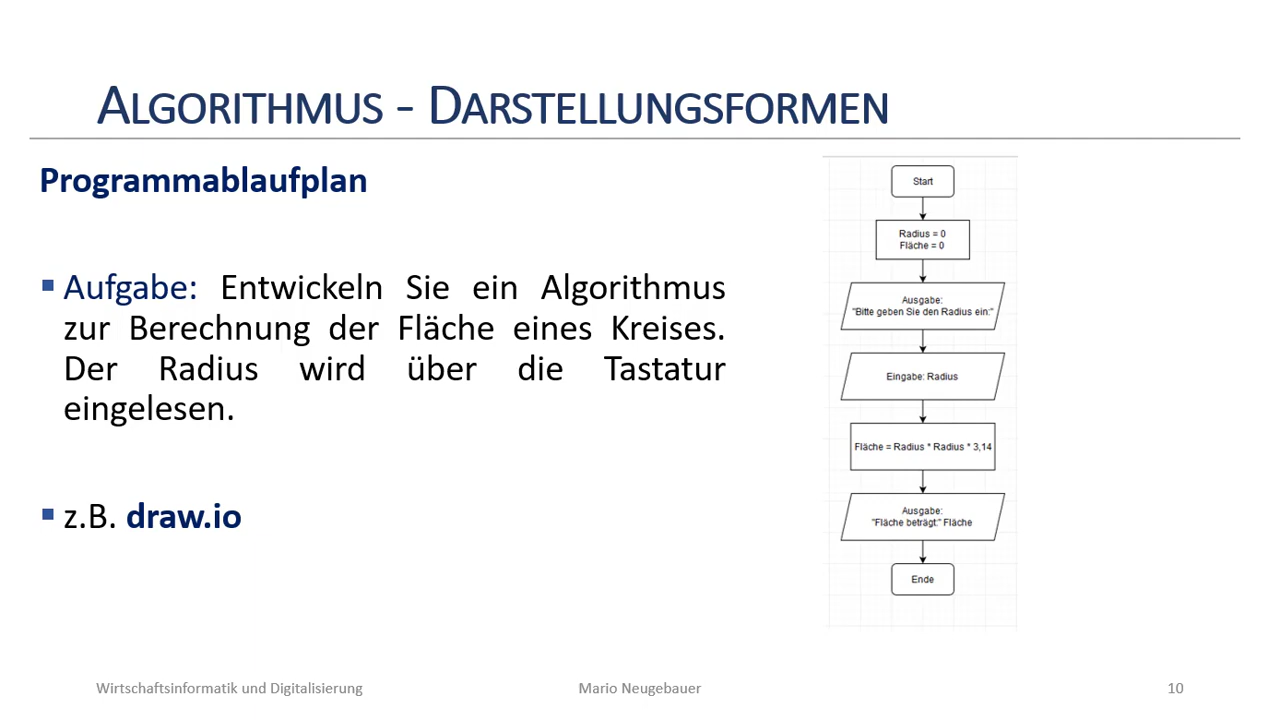 ALGORITHMUS - DARSTELLUNGSFORMEN
Programmablaufplan
Aufgabe: Entwickeln Sie ein Algorithmus
zur Berechnung der Fläche eines Kreises.
Der Radius wird über die Tastatur
eingelesen.
z.B. draw.io
Start
Radius = 0
Fläche = 0
Ausgabe:
"Bitte geben Sie den Radius ein:"
Eingabe: Radius
Fläche = Radius * Radius * 3,14
Ausgabe:
"Fläche beträgt:" Fläche
Ende
Wirtschaftsinformatik und Digitalisierung
Mario Neugebauer
10